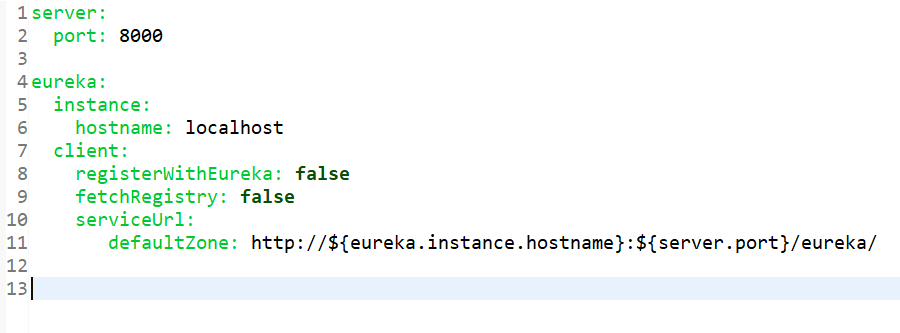 1 server:
2   port: 8000
3
4 eureka:
5   instance:
6     hostname: localhost
7   client:
8     registerWithEureka: false
9     fetchRegistry: false
10     serviceUrl:
11        defaultZone: http://${eureka.instance.hostname}:${server.port}/eureka/
12
13